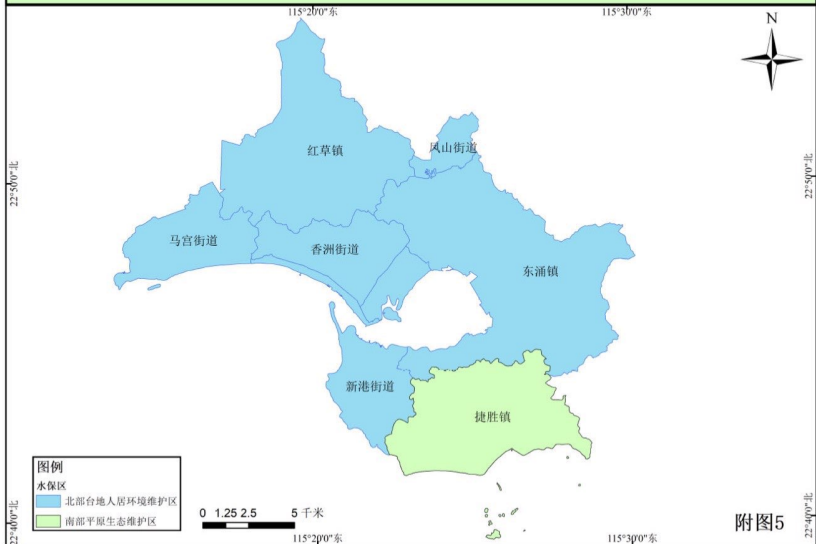 115°20'0"东
115°30'0"东
N
22°50'北
22°50'北
红草镇
凤山街道
马宫街道
香洲街道
东涌镇
新港街道
捷胜镇
图例
水保区
北部台地人居环境维护区
南部平原生态维护区
0 1.25 2.5 5 千米
22°40'0"北
22°40'0"北
附图5
115°20'0"东
115°30'0"东